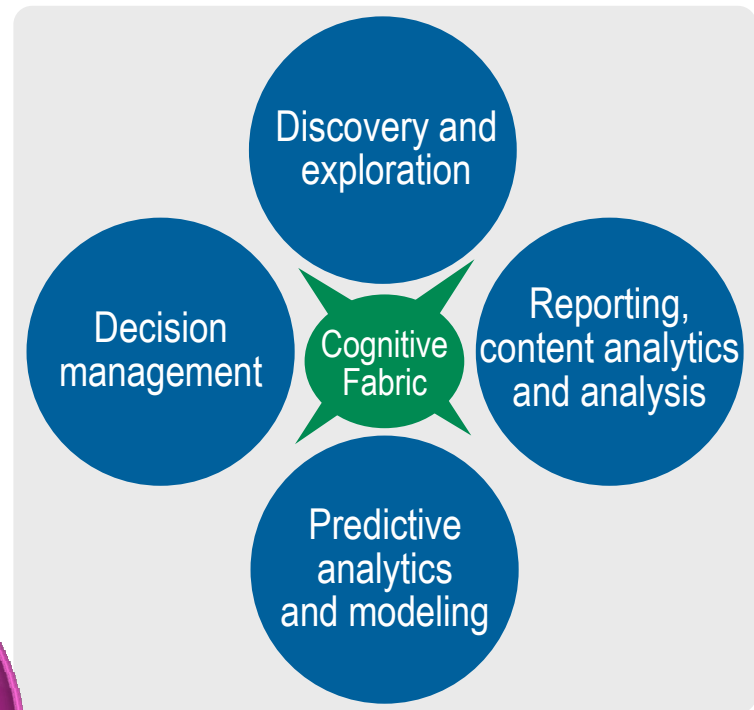 Discovery and
exploration
Decision
management
Cognitive
Fabric
Reporting,
content analytics
and analysis
Predictive
analytics
and modeling